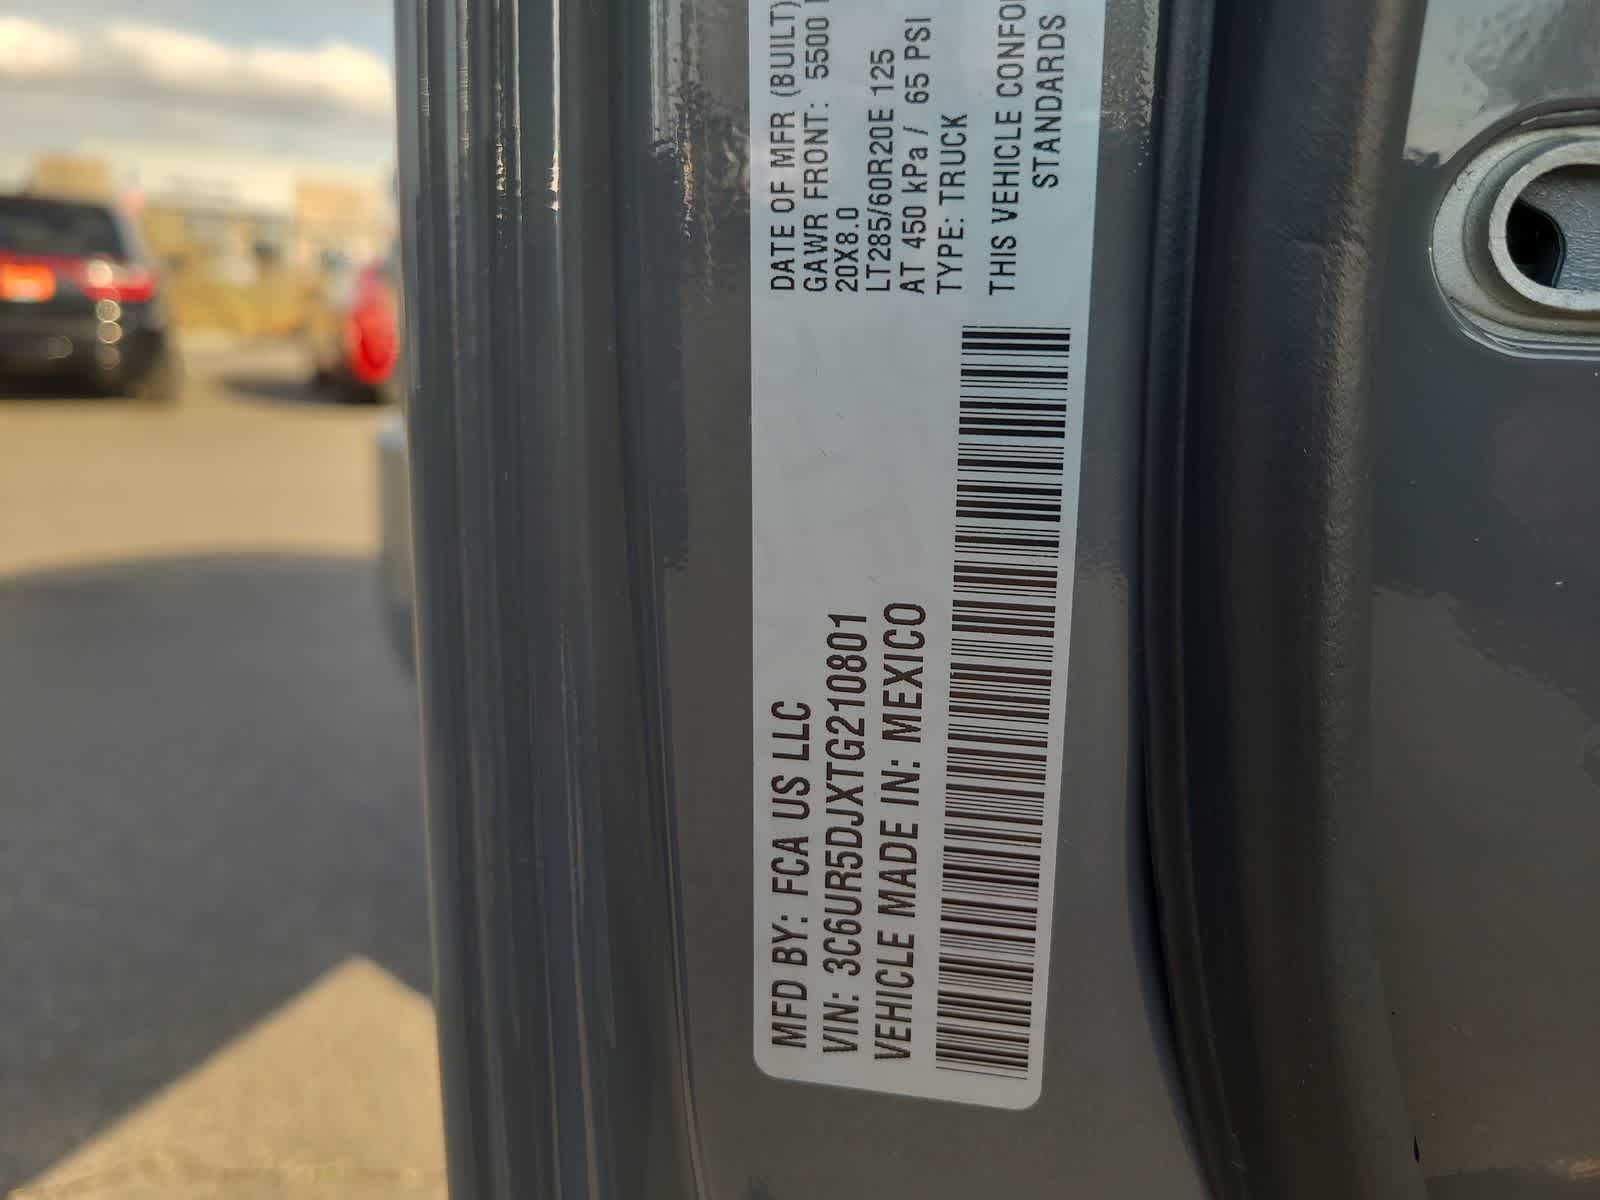 MFD BY: FCA US LLC
VIN: 3C6UR5DJXTG210801
VEHICLE MADE IN: MEXICO
DATE OF MFR (BUILT)
GAWR FRONT: 5500
20X8.0
LT285/60R20E 125
AT 450 kPa / 65 PSI
TYPE: TRUCK
THIS VEHICLE CONFO
STANDARDS